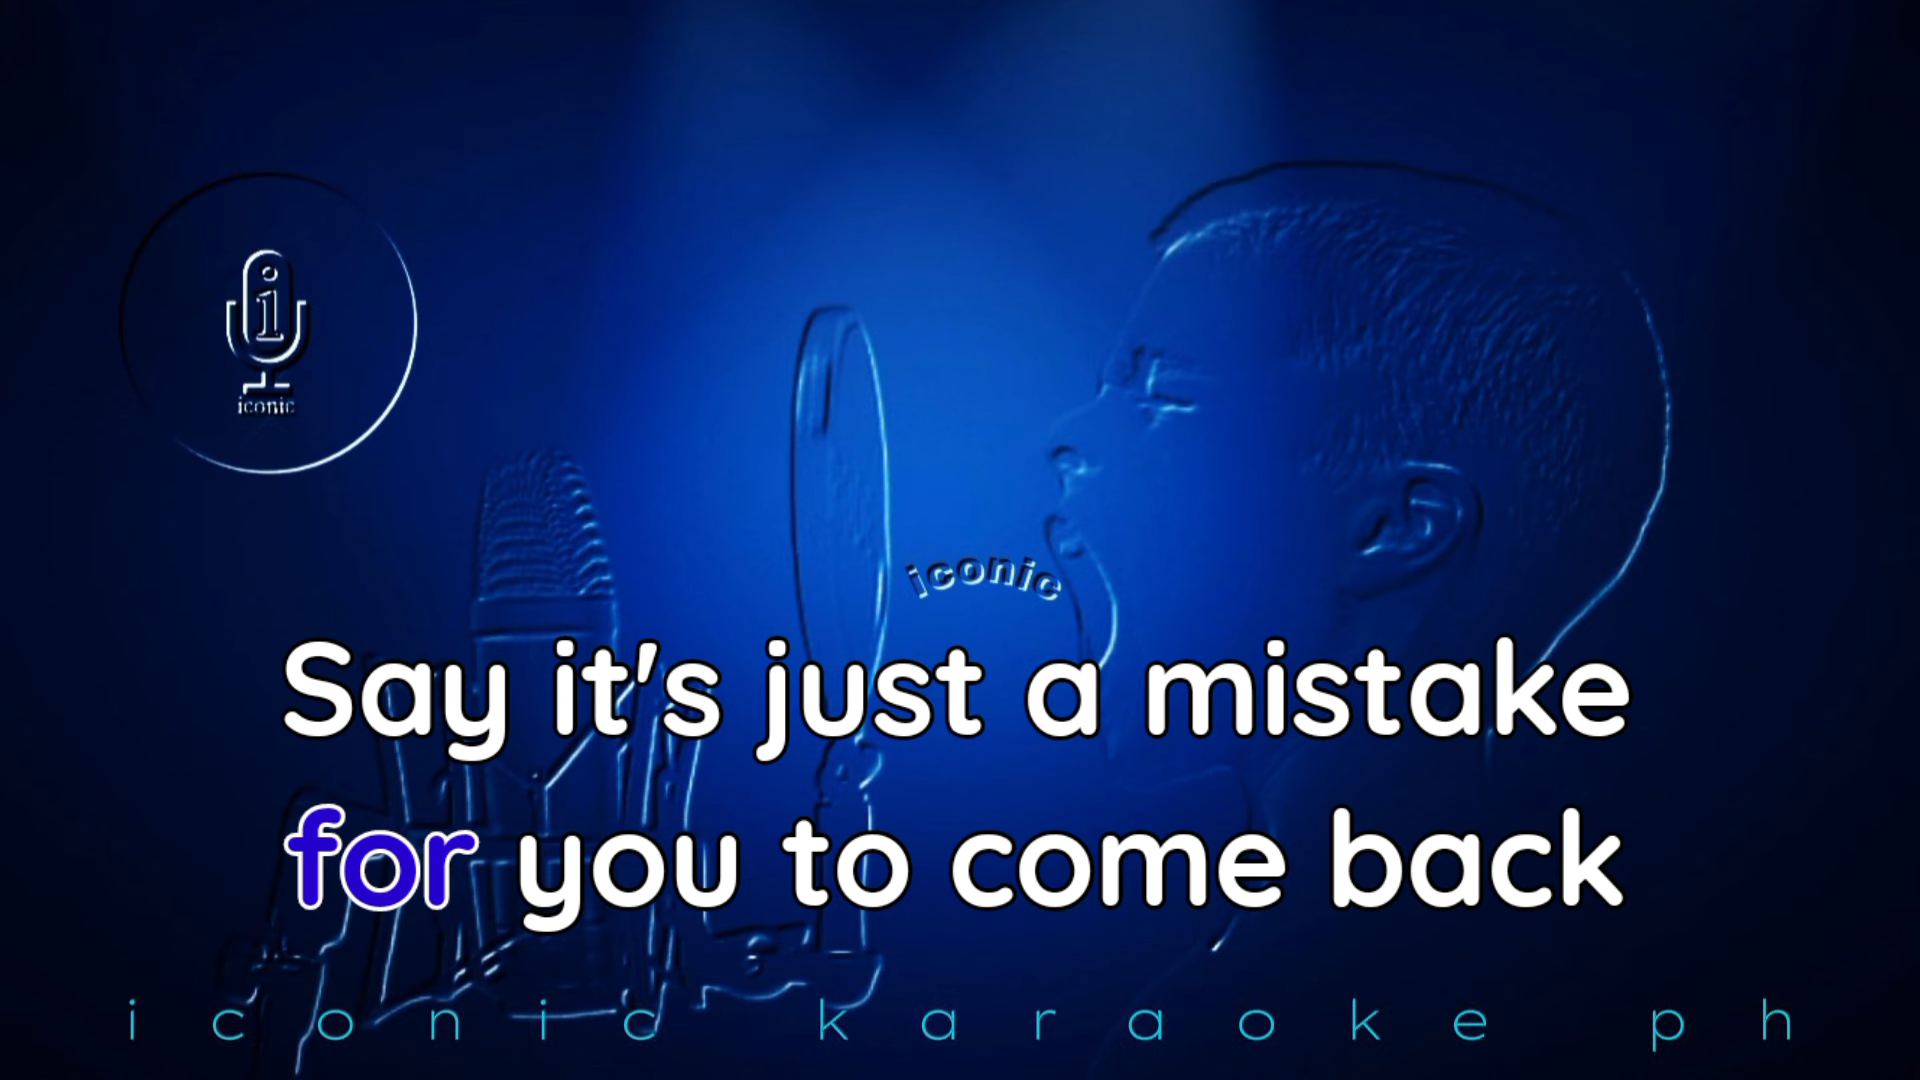 i
iconic
iconic
Say it's just a mistake
for you to come back
iconic karaoke ph